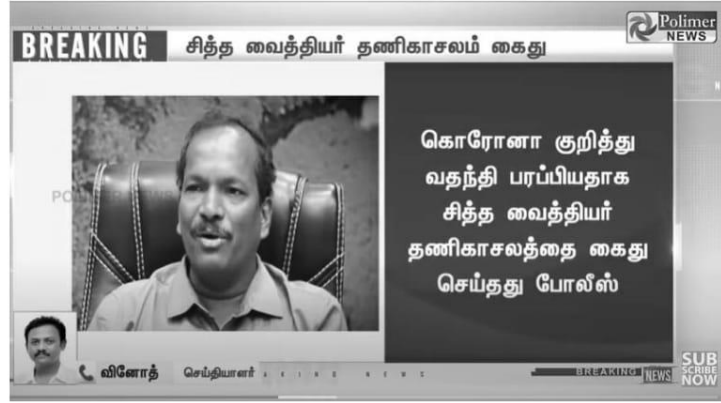 Polimer
NEWS
BREAKING
சித்த வைத்தியர் தணிகாசலம் கைது
கொரோனா குறித்து
வதந்தி பரப்பியதாக
சித்த வைத்தியர்
தணிகாசலத்தை கைது
செய்தது போலீஸ்
வினோத் செய்தியாளர்
BREAKING NEWS
SUB
SCRIBE
NOW